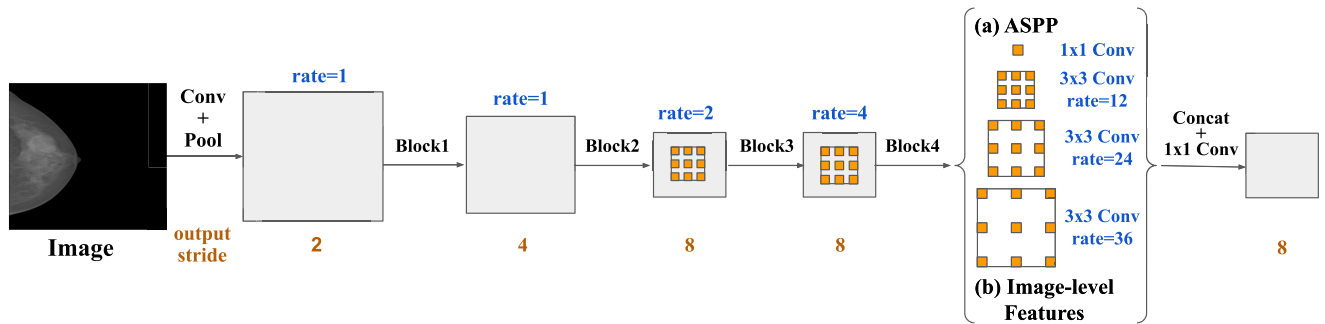 Image
Conv
+
Pool
output
stride
rate=1
2
Block1
rate=1
4
Block2
rate=2
8
Block3
rate=4
8
Block4
(a) ASPP
1x1 Conv
3x3 Conv
rate=12
3x3 Conv
rate=24
3x3 Conv
rate=36
(b) Image-level
Features
Concat
+
1x1 Conv
8